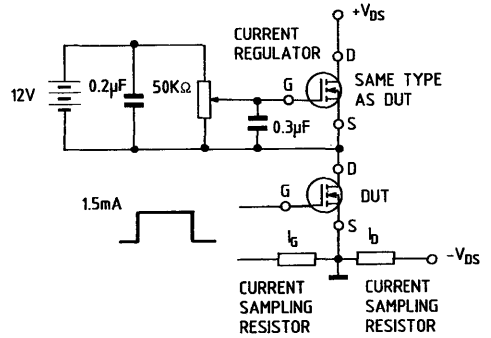 +VDS
CURRENT
REGULATOR
D
G
SAME TYPE
AS DUT
12V
0.2µF
50KΩ
0.3µF
S
D
G
DUT
1.5mA
S
IG
ID
-VDS
CURRENT
SAMPLING
RESISTOR
CURRENT
SAMPLING
RESISTOR